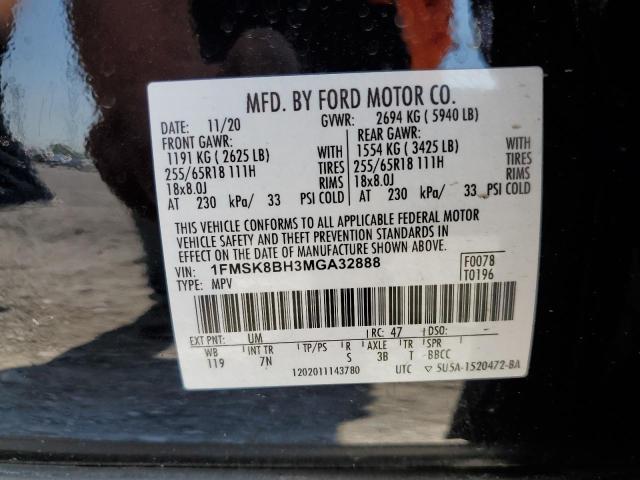 MFD. BY FORD MOTOR CO.
DATE: 11/20 GVWR: 2694 KG ( 5940 LB)
FRONT GAWR: REAR GAWR:
1191 KG ( 2625 LB) WITH 1554 KG ( 3425 LB) WITH
255/65R18 111H TIRES 255/65R18 111H TIRES
18x8.0J RIMS 18x8.0J RIMS
AT 230 kPa/ 33 PSI COLD AT 230 kPa/ 33 PSI COLD
THIS VEHICLE CONFORMS TO ALL APPLICABLE FEDERAL MOTOR
VEHICLE SAFETY AND THEFT PREVENTION STANDARDS IN
EFFECT ON THE DATE OF MANUFACTURE SHOWN ABOVE.
VIN: 1FMSK8BH3MGA32888 F0078
TYPE: MPV T0196
EXT PNT: UM RC: 47 DSO:
WB INT TR TP/PS R AXLE TR SPR
119 7N S 3B T BBCC
1202011143780 UTC ▽ 5U5A-1520472-BA